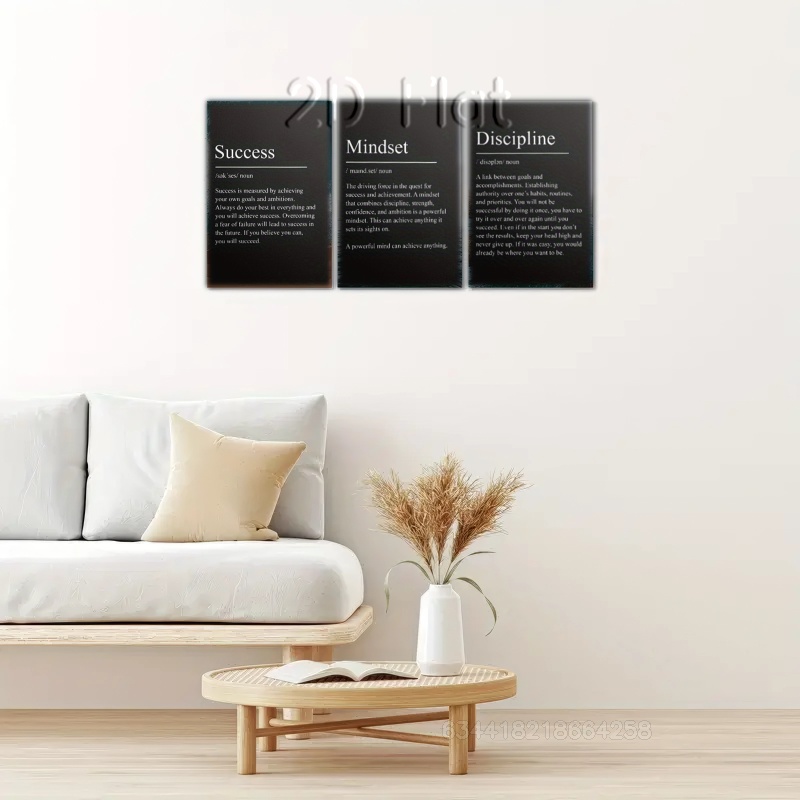 2D Flat
Success
/sək'ses/ noun
Success is measured by achieving
your own goals and ambitions.
Always do your best in everything and
you will achieve success. Overcoming
a fear of failure will lead to success in
the future. If you believe you can,
you will succeed.
Mindset
/'maɪnd.set/ noun
The driving force in the quest for
success and achievement. A mindset
that combines discipline, strength,
confidence, and ambition is a powerful
mindset. This can achieve anything it
sets its sights on.
A powerful mind can achieve anything.
Discipline
/'dɪsəplɪn/ noun
A link between goals and
accomplishments. Establishing
authority over one's habits, routines,
and priorities. You will not be
successful by doing it once, you have to
try it over and over again until you
succeed. Even if in the start you don't
see the results, keep your head high and
never give up. If it was easy, you would
already be where you want to be.
634418218664258